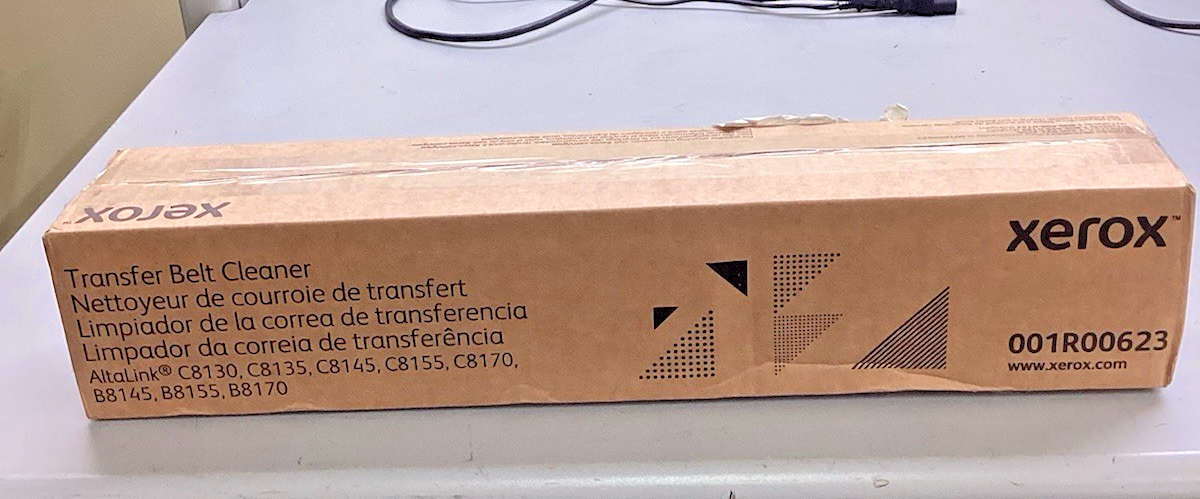 xerox
Transfer Belt Cleaner
Nettoyeur de courroie de transfert
Limpiador de la correa de transferencia
Limpador da correia de transferência
AltaLink® C8130, C8135, C8145, C8155, C8170,
B8145, B8155, B8170
xerox™
001R00623
www.xerox.com